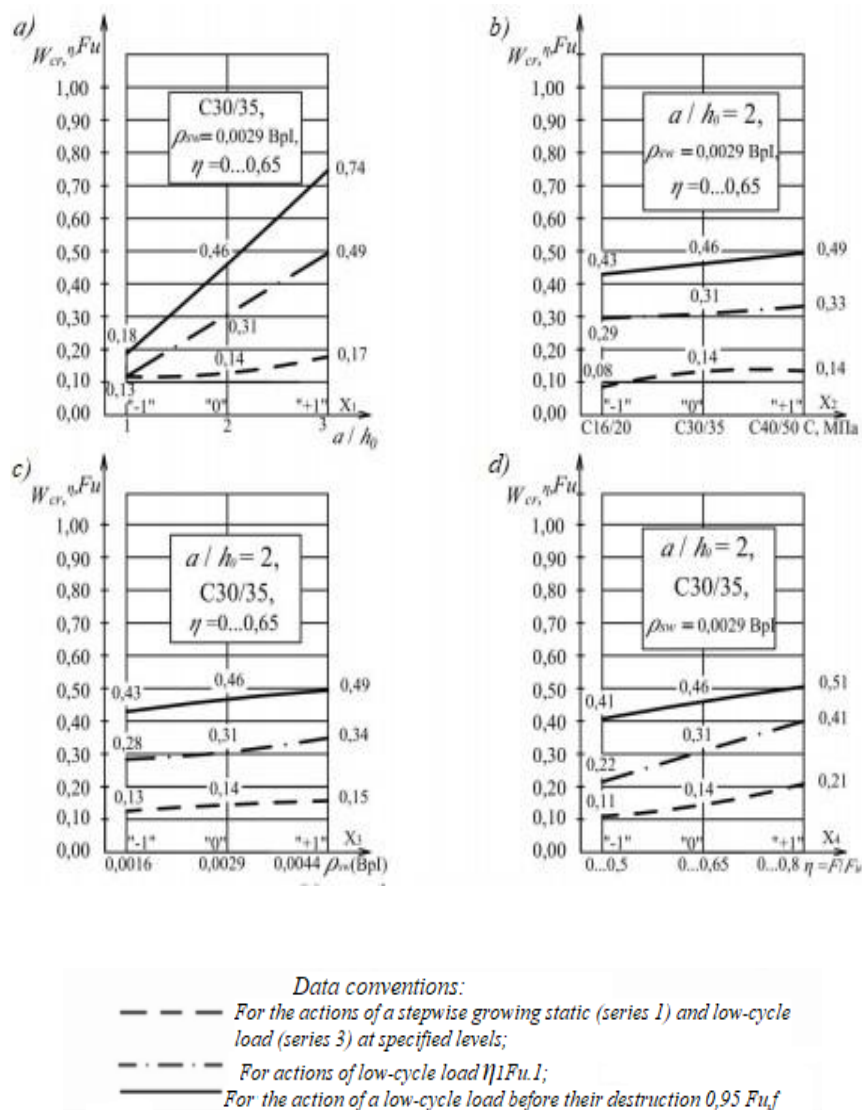 a)
W cr, η, Fu
1,00
0,90
0,80
0,70
0,60
0,50
0,40
0,30
0,20
0,10
0,00
C30/35,
ρsw = 0,0029 BpI,
η = 0...0,65
0,74
0,46
0,49
0,31
0,18
0,14
0,17
0,13
"-1" "0" "+1" X1
1 2 3
a / h0
b)
W cr, η, Fu
1,00
0,90
0,80
0,70
0,60
0,50
0,40
0,30
0,20
0,10
0,00
a / h0 = 2,
ρsw = 0,0029 BpI,
η = 0...0,65
0,43 0,46 0,49
0,29 0,31 0,33
0,08 0,14 0,14
"-1" "0" "+1" X2
C16/20 C30/35 C40/50 C, МПа
c)
W cr, η, Fu
1,00
0,90
0,80
0,70
0,60
0,50
0,40
0,30
0,20
0,10
0,00
a / h0 = 2,
C30/35,
η = 0...0,65
0,43 0,46 0,49
0,28 0,31 0,34
0,13 0,14 0,15
"-1" "0" "+1" X3
0,0016 0,0029 0,0044 ρsw(BpI)
d)
W cr, η, Fu
1,00
0,90
0,80
0,70
0,60
0,50
0,40
0,30
0,20
0,10
0,00
a / h0 = 2,
C30/35,
ρsw = 0,0029 BpI
0,41 0,46 0,51
0,22 0,31 0,41
0,11 0,14 0,21
"-1" "0" "+1" X4
0...0,5 0...0,65 0...0,8 η = F/Fu
Data conventions:
For the actions of a stepwise growing static (series 1) and low-cycle
load (series 3) at specified levels;
For actions of low-cycle load η1Fu.1;
For the action of a low-cycle load before their destruction 0,95 Fu,f